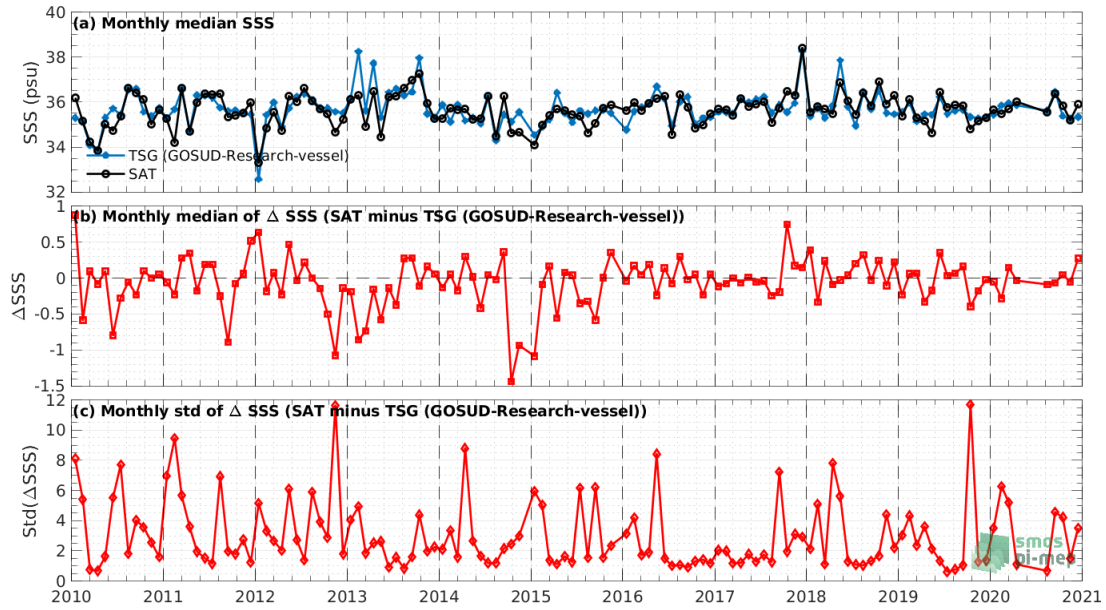 (a) Monthly median SSS
40
38
36
34
32
SSS (psu)
TSG (GOSUD-Research-vessel)
SAT
(b) Monthly median of Δ SSS (SAT minus TSG (GOSUD-Research-vessel))
1
0.5
0
-0.5
-1
-1.5
ΔSSS
(c) Monthly std of Δ SSS (SAT minus TSG (GOSUD-Research-vessel))
12
10
8
6
4
2
0
Std(ΔSSS)
smos
pi-mep
2010 2011 2012 2013 2014 2015 2016 2017 2018 2019 2020 2021